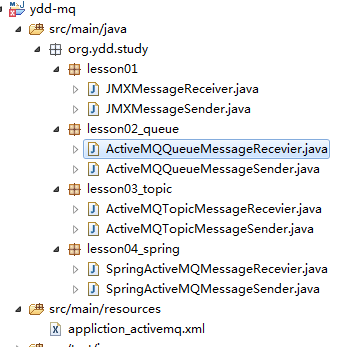 ydd-mq
src/main/java
org.ydd.study
lesson01
JMXMessageReceiver.java
JMXMessageSender.java
lesson02_queue
ActiveMQQueueMessageRecevier.java
ActiveMQQueueMessageSender.java
lesson03_topic
ActiveMQTopicMessageRecevier.java
ActiveMQTopicMessageSender.java
lesson04_spring
SpringActiveMQMessageRecevier.java
SpringActiveMQMessageSender.java
src/main/resources
appliction_activemq.xml